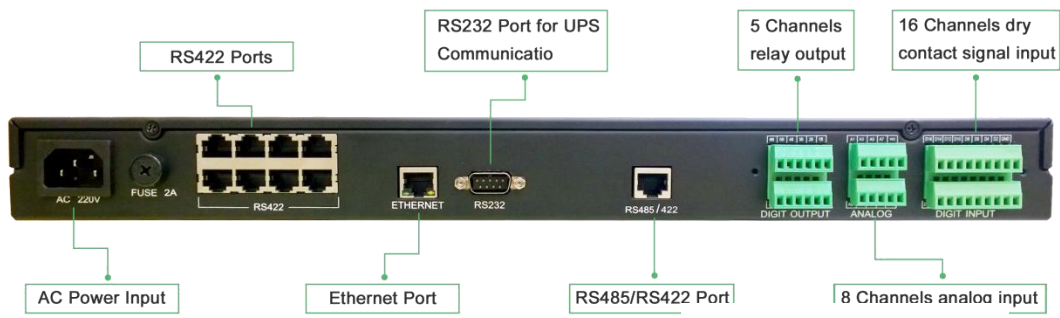 RS232 Port for UPS
Communicatio
5 Channels
relay output
16 Channels dry
contact signal input
RS422 Ports
AC 220V
FUSE 2A
RS422
ETHERNET
RS232
RS485/422
DIGIT OUTPUT
ANALOG
DIGIT INPUT
AC Power Input
Ethernet Port
RS485/RS422 Port
8 Channels analog input